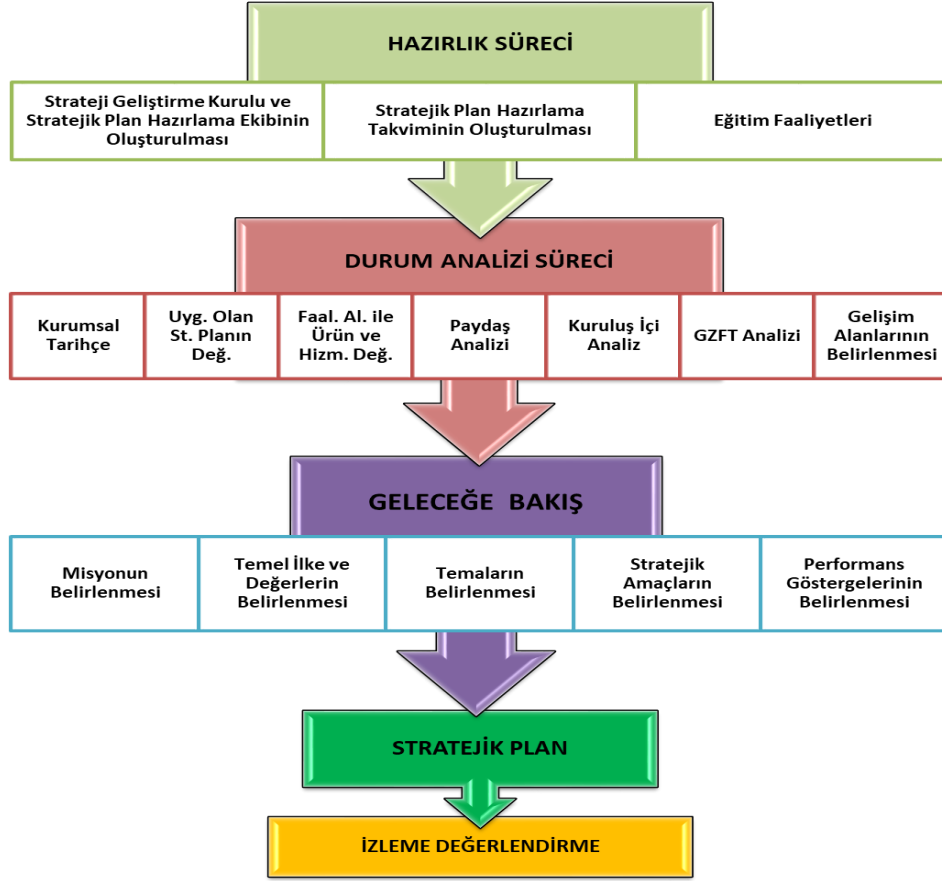 HAZIRLIK SÜRECİ
Strateji Geliştirme Kurulu ve
Stratejik Plan Hazırlama Ekibinin
Oluşturulması
Stratejik Plan Hazırlama
Takviminin Oluşturulması
Eğitim Faaliyetleri
DURUM ANALİZİ SÜRECİ
Kurumsal
Tarihçe
Uyg. Olan
St. Planın
Değ.
Faal. Al. ile
Ürün ve
Hizm. Değ.
Paydaş
Analizi
Kuruluş İçi
Analiz
GZFT Analizi
Gelişim
Alanlarının
Belirlenmesi
GELECEĞE BAKIŞ
Misyonun
Belirlenmesi
Temel İlke ve
Değerlerin
Belirlenmesi
Temaların
Belirlenmesi
Stratejik
Amaçların
Belirlenmesi
Performans
Göstergelerinin
Belirlenmesi
STRATEJİK PLAN
İZLEME DEĞERLENDİRME